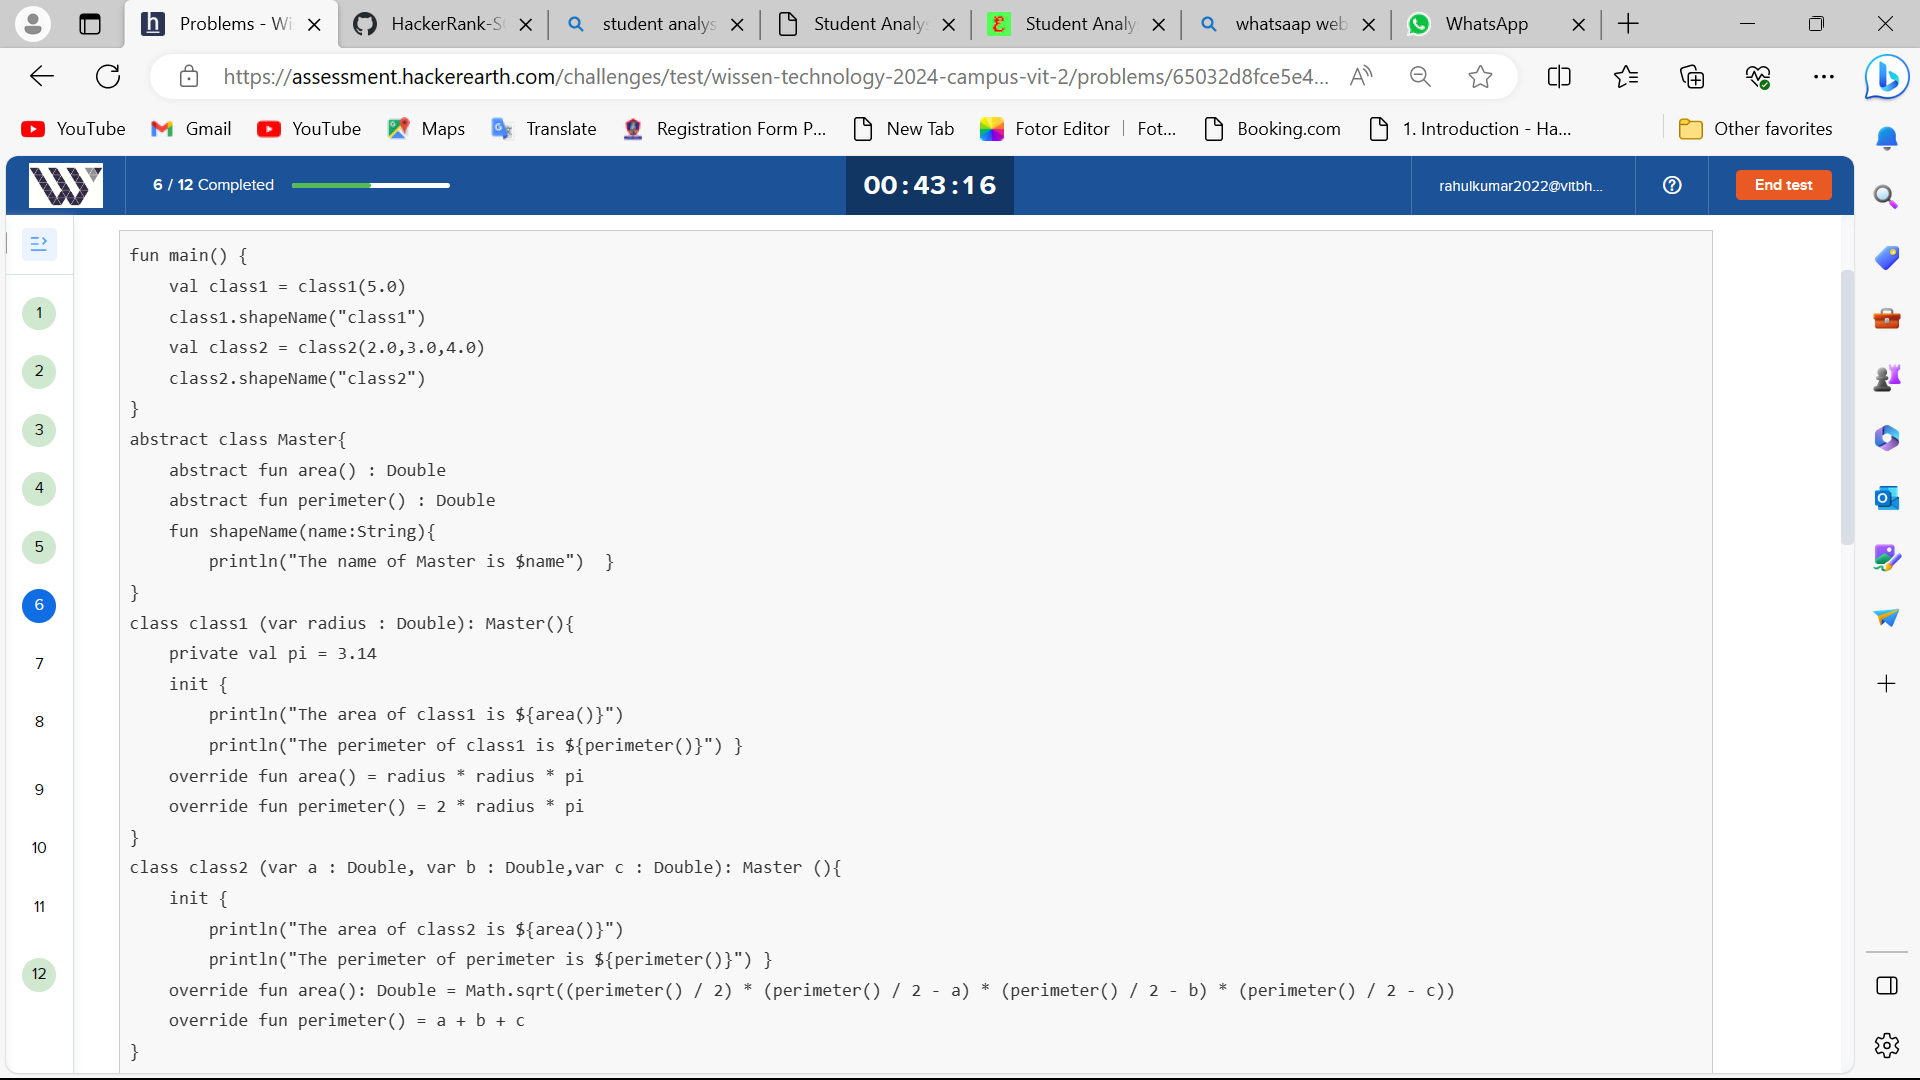 Problems - Wi
HackerRank-S
student analys
Student Analy
Student Analy
whatsaap web
WhatsApp
https://assessment.hackerearth.com/challenges/test/wissen-technology-2024-campus-vit-2/problems/65032d8fce5e4...
YouTube
Gmail
YouTube
Maps
Translate
Registration Form P...
New Tab
Fotor Editor
Fot...
Booking.com
1. Introduction - Ha...
Other favorites
6 / 12 Completed
00:43:16
rahulkumar2022@vitbh...
End test
fun main() {
    val class1 = class1(5.0)
    class1.shapeName("class1")
    val class2 = class2(2.0,3.0,4.0)
    class2.shapeName("class2")
}
abstract class Master{
    abstract fun area() : Double
    abstract fun perimeter() : Double
    fun shapeName(name:String){
        println("The name of Master is $name")  }
}
class class1 (var radius : Double): Master(){
    private val pi = 3.14
    init {
        println("The area of class1 is ${area()}")
        println("The perimeter of class1 is ${perimeter()}") }
    override fun area() = radius * radius * pi
    override fun perimeter() = 2 * radius * pi
}
class class2 (var a : Double, var b : Double,var c : Double): Master (){
    init {
        println("The area of class2 is ${area()}")
        println("The perimeter of perimeter is ${perimeter()}") }
    override fun area(): Double = Math.sqrt((perimeter() / 2) * (perimeter() / 2 - a) * (perimeter() / 2 - b) * (perimeter() / 2 - c))
    override fun perimeter() = a + b + c
}
1
2
3
4
5
6
7
8
9
10
11
12